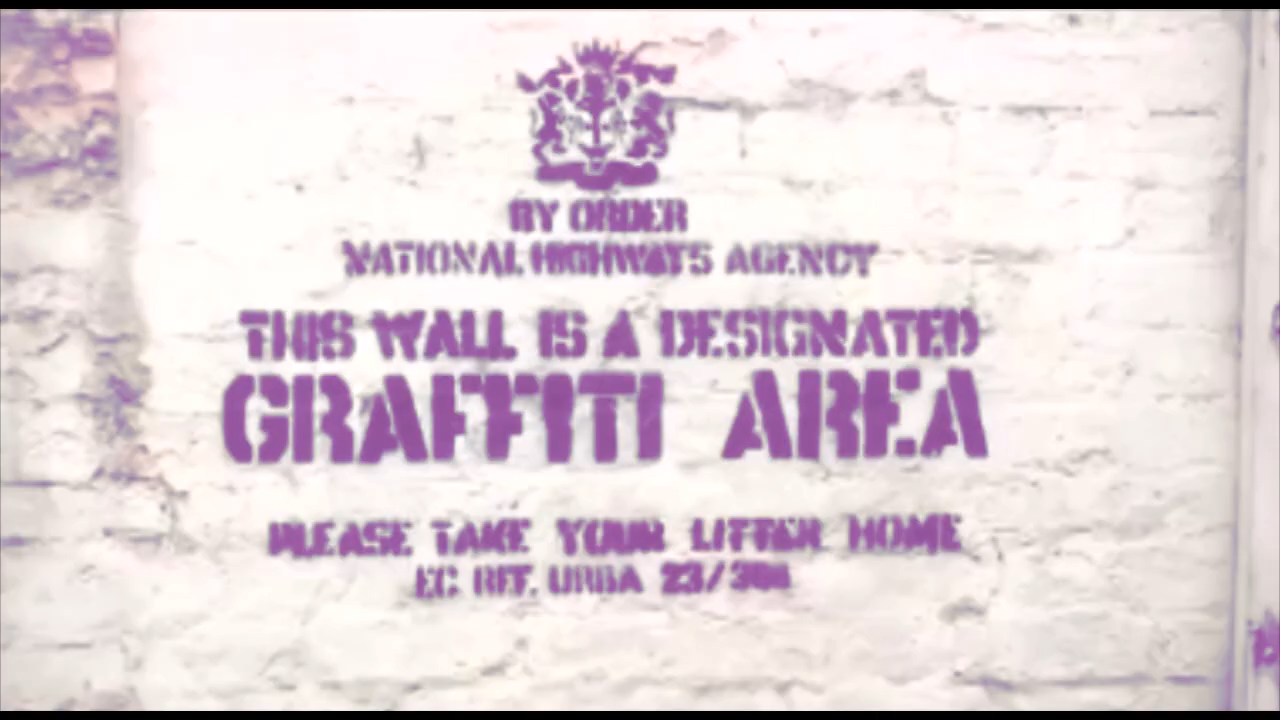 BY ORDER
NATIONAL HIGHWAYS AGENCY
THIS WALL IS A DESIGNATED
GRAFFITI AREA
PLEASE TAKE YOUR LITTER HOME
EC REF. URBA 23/